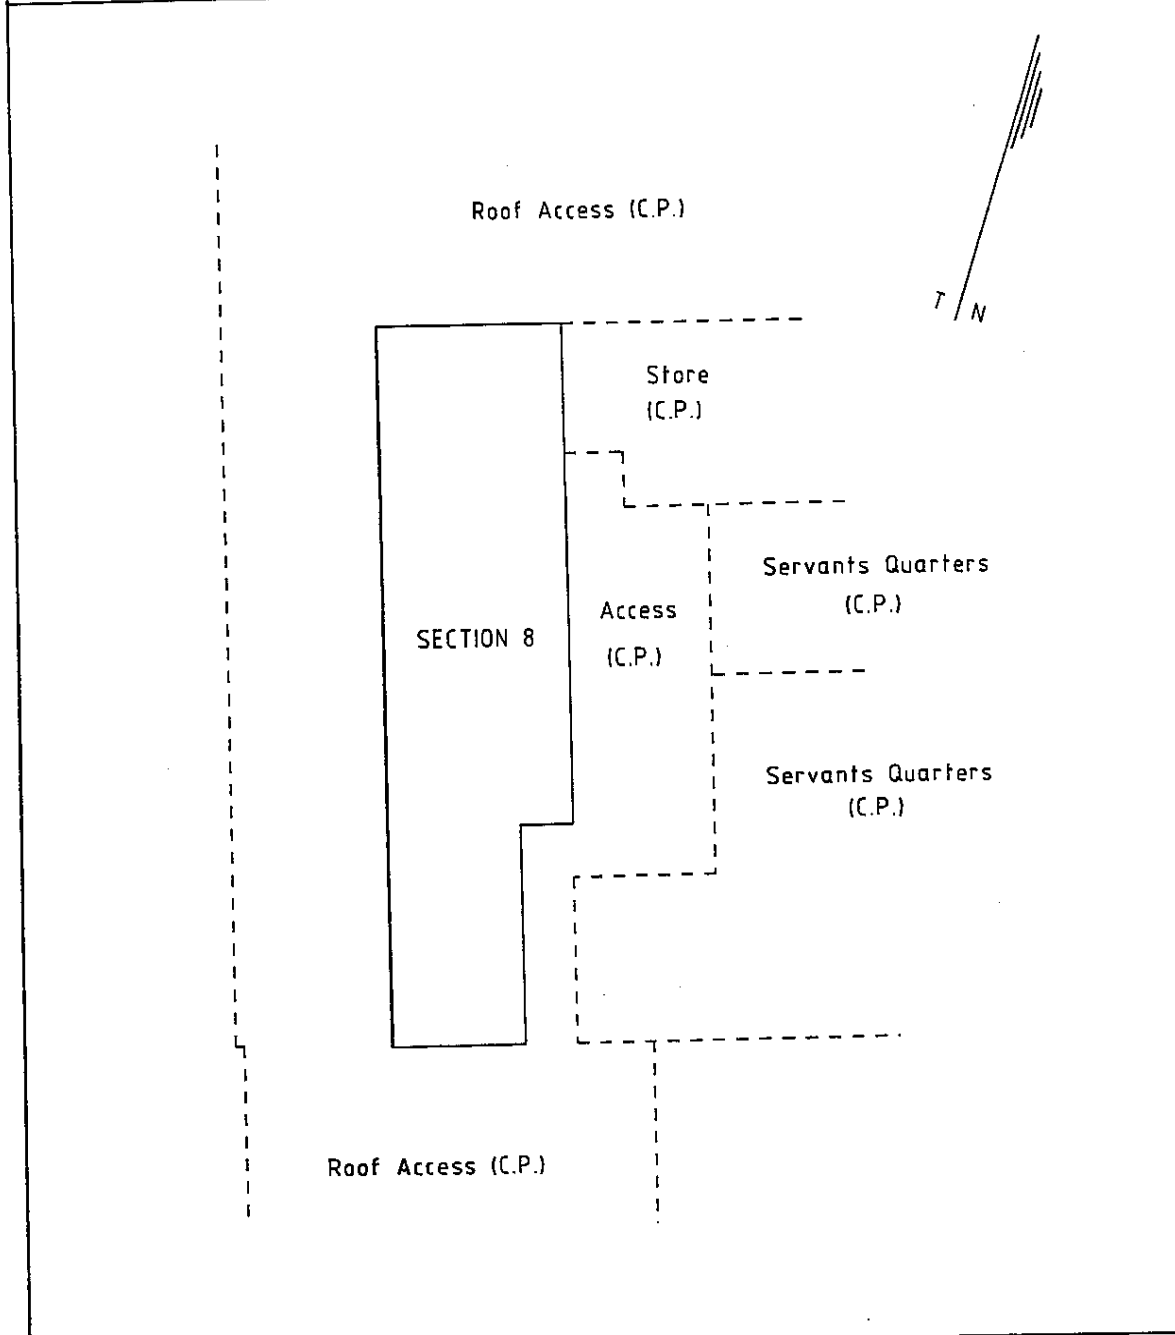 Roof Access (C.P.)
T N
Store
(C.P.)
Servants Quarters
(C.P.)
Access
(C.P.)
SECTION 8
Servants Quarters
(C.P.)
Roof Access (C.P.)